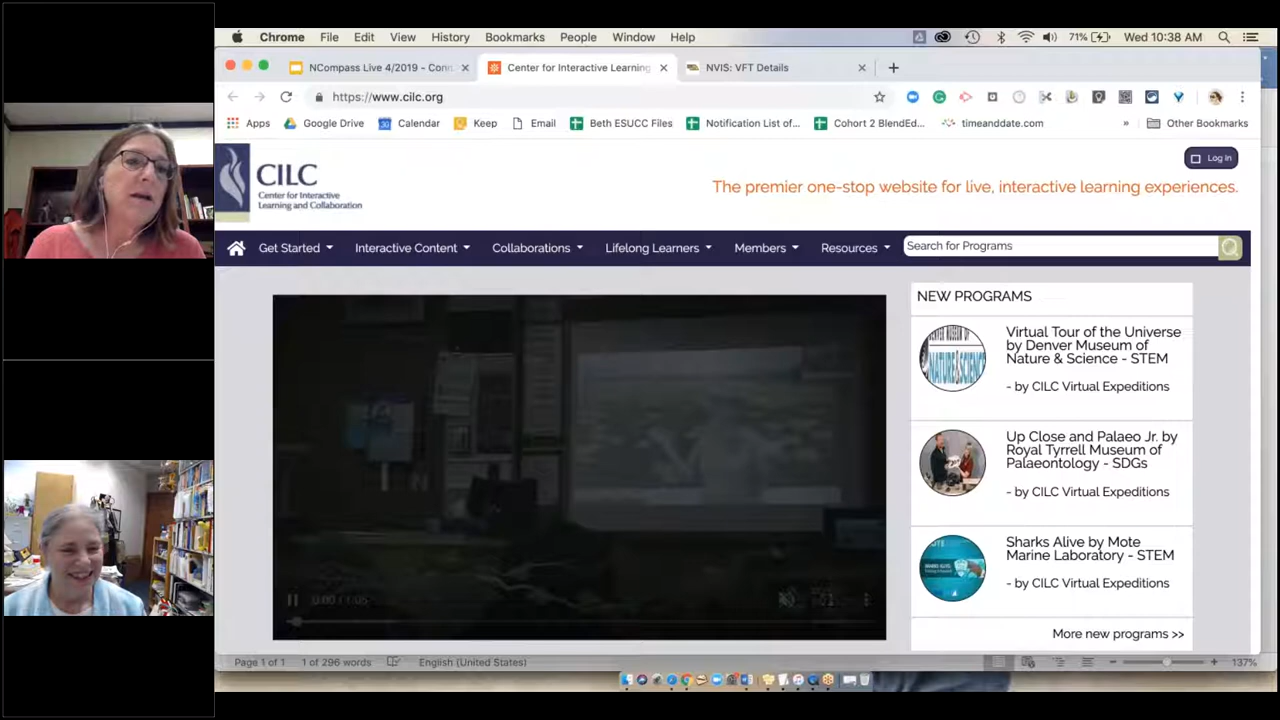 Chrome File Edit View History Bookmarks People Window Help 71% Wed 10:38 AM
NCompass Live 4/2019 - Con Center for Interactive Learning NVIS: VFT Details
https://www.cilc.org
Apps Google Drive Calendar Keep Email Beth ESUCC Files Notification List of... Cohort 2 BlendEd... timeanddate.com » Other Bookmarks
CILC
Center for Interactive
Learning and Collaboration
Log In
The premier one-stop website for live, interactive learning experiences.
Get Started Interactive Content Collaborations Lifelong Learners Members Resources Search for Programs
NEW PROGRAMS
Virtual Tour of the Universe
by Denver Museum of
Nature & Science - STEM
- by CILC Virtual Expeditions
Up Close and Palaeo Jr. by
Royal Tyrrell Museum of
Palaeontology - SDGs
- by CILC Virtual Expeditions
Sharks Alive by Mote
Marine Laboratory - STEM
- by CILC Virtual Expeditions
More new programs >>
0:00 / 1:05
Page 1 of 1 1 of 296 words English (United States) 137%